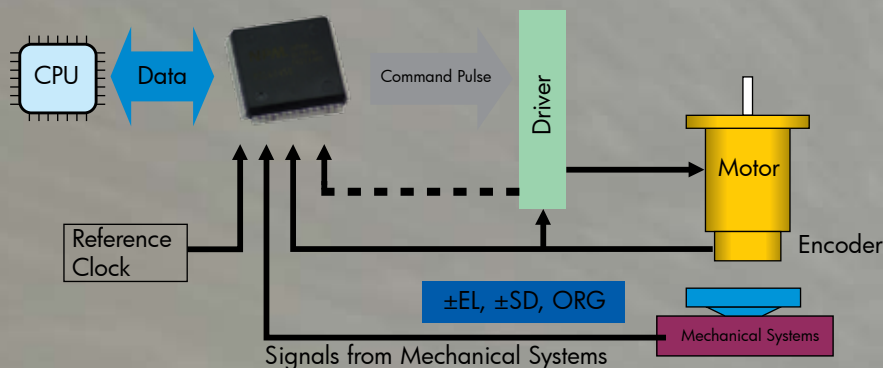 CPU
Data
Command Pulse
Driver
Motor
Reference
Clock
Encoder
±EL, ±SD, ORG
Mechanical Systems
Signals from Mechanical Systems